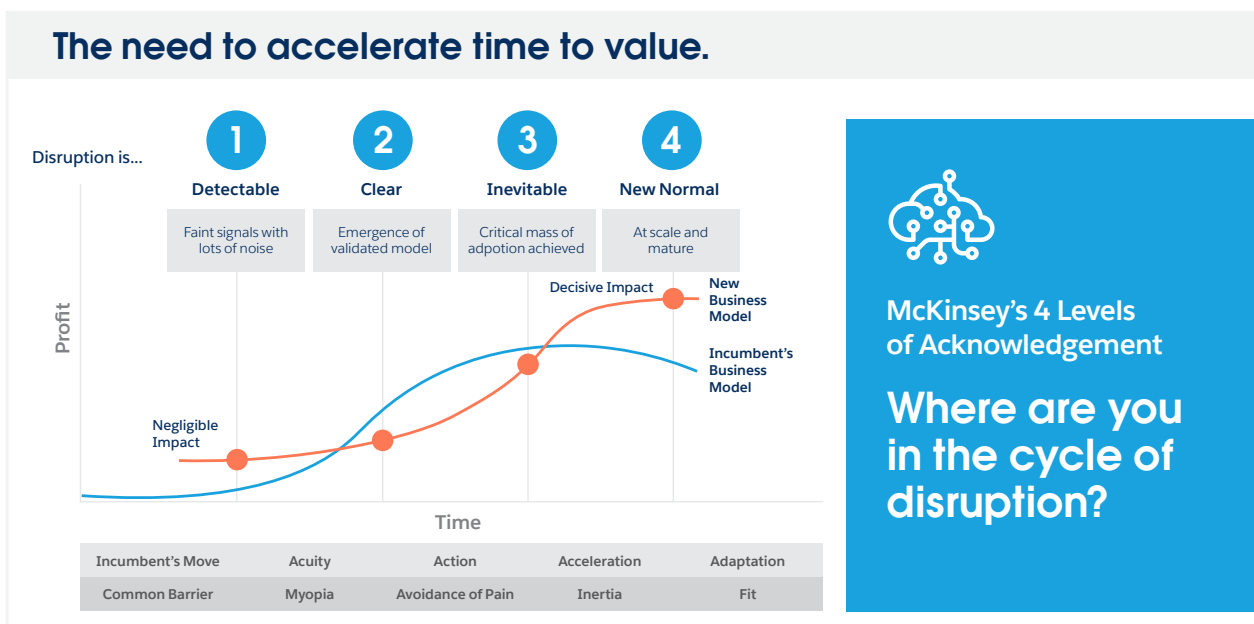 The need to accelerate time to value.
Disruption is...
1
2
3
4
Detectable
Clear
Inevitable
New Normal
Faint signals with
lots of noise
Emergence of
validated model
Critical mass of
adpotion achieved
At scale and
mature
Profit
Negligible
Impact
Decisive Impact
New
Business
Model
Incumbent's
Business
Model
Time
Incumbent's Move
Acuity
Action
Acceleration
Adaptation
Common Barrier
Myopia
Avoidance of Pain
Inertia
Fit
McKinsey's 4 Levels
of Acknowledgement
Where are you
in the cycle of
disruption?